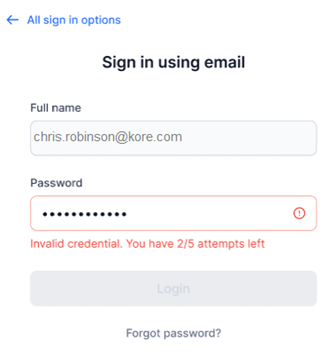 All sign in options
Sign in using email
Full name
chris.robinson@kore.com
Password
••••••••••••
Invalid credential. You have 2/5 attempts left
Login
Forgot password?